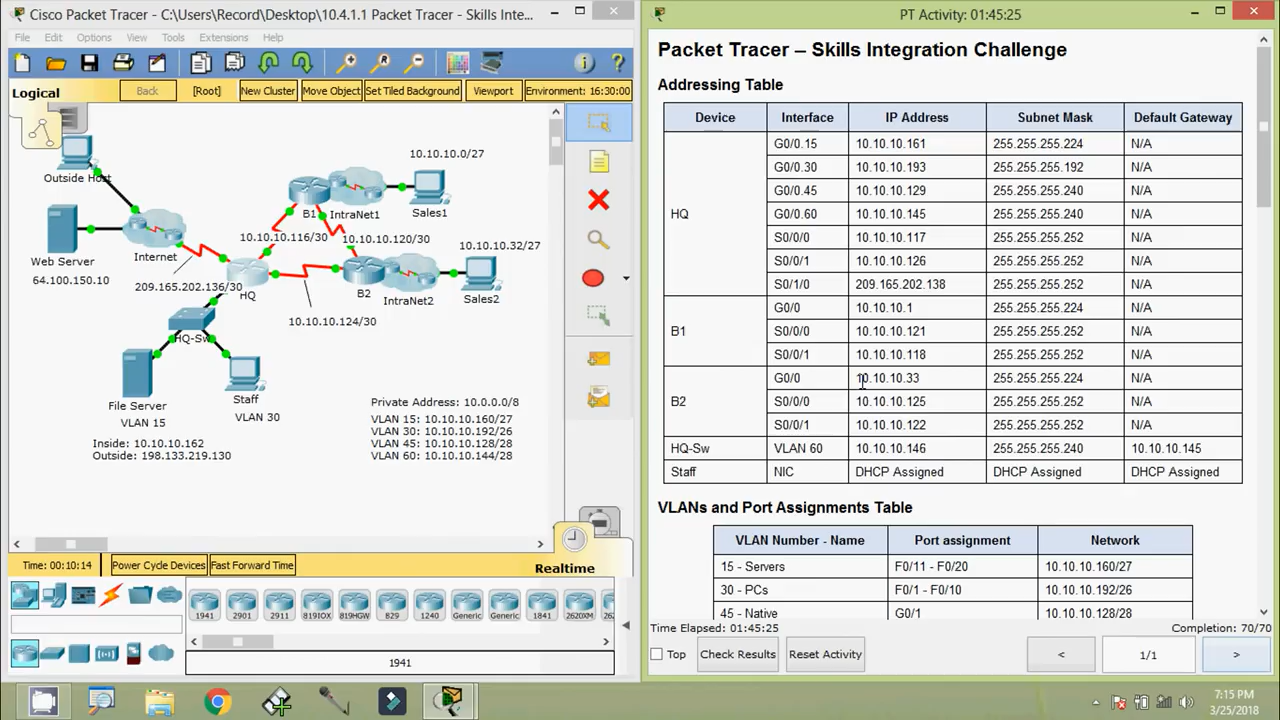 Cisco Packet Tracer - C:\Users\Record\Desktop\10.4.1.1 Packet Tracer - Skills Inte...
File Edit Options View Tools Extensions Help
Logical Back [Root] New Cluster Move Object Set Tiled Background Viewport Environment: 16:30:00
10.10.10.0/27
Outside Host
B1
IntraNet1
Sales1
10.10.10.116/30
10.10.10.120/30
10.10.10.32/27
Internet
Web Server
64.100.150.10
209.165.202.136/30
HQ
B2
IntraNet2
Sales2
10.10.10.124/30
HQ-Sw
File Server
VLAN 15
Staff
VLAN 30
Inside: 10.10.10.162
Outside: 198.133.219.130
Private Address: 10.0.0.0/8
VLAN 15: 10.10.10.160/27
VLAN 30: 10.10.10.192/26
VLAN 45: 10.10.10.128/28
VLAN 60: 10.10.10.144/28
Time: 00:10:14 Power Cycle Devices Fast Forward Time Realtime
1941 2901 2911 819IOX 819HGW 829 1240 Generic Generic 1841 2620XM
1941
PT Activity: 01:45:25
Packet Tracer – Skills Integration Challenge
Addressing Table
Device Interface IP Address Subnet Mask Default Gateway
HQ
G0/0.15 10.10.10.161 255.255.255.224 N/A
G0/0.30 10.10.10.193 255.255.255.192 N/A
G0/0.45 10.10.10.129 255.255.255.240 N/A
G0/0.60 10.10.10.145 255.255.255.240 N/A
S0/0/0 10.10.10.117 255.255.255.252 N/A
S0/0/1 10.10.10.126 255.255.255.252 N/A
S0/1/0 209.165.202.138 255.255.255.252 N/A
B1
G0/0 10.10.10.1 255.255.255.224 N/A
S0/0/0 10.10.10.121 255.255.255.252 N/A
S0/0/1 10.10.10.118 255.255.255.252 N/A
B2
G0/0 10.10.10.33 255.255.255.224 N/A
S0/0/0 10.10.10.125 255.255.255.252 N/A
S0/0/1 10.10.10.122 255.255.255.252 N/A
HQ-Sw VLAN 60 10.10.10.146 255.255.255.240 10.10.10.145
Staff NIC DHCP Assigned DHCP Assigned DHCP Assigned
VLANs and Port Assignments Table
VLAN Number - Name Port assignment Network
15 - Servers F0/11 - F0/20 10.10.10.160/27
30 - PCs F0/1 - F0/10 10.10.10.192/26
45 - Native G0/1 10.10.10.128/28
Time Elapsed: 01:45:25 Completion: 70/70
Top Check Results Reset Activity < 1/1 >
7:15 PM
3/25/2018